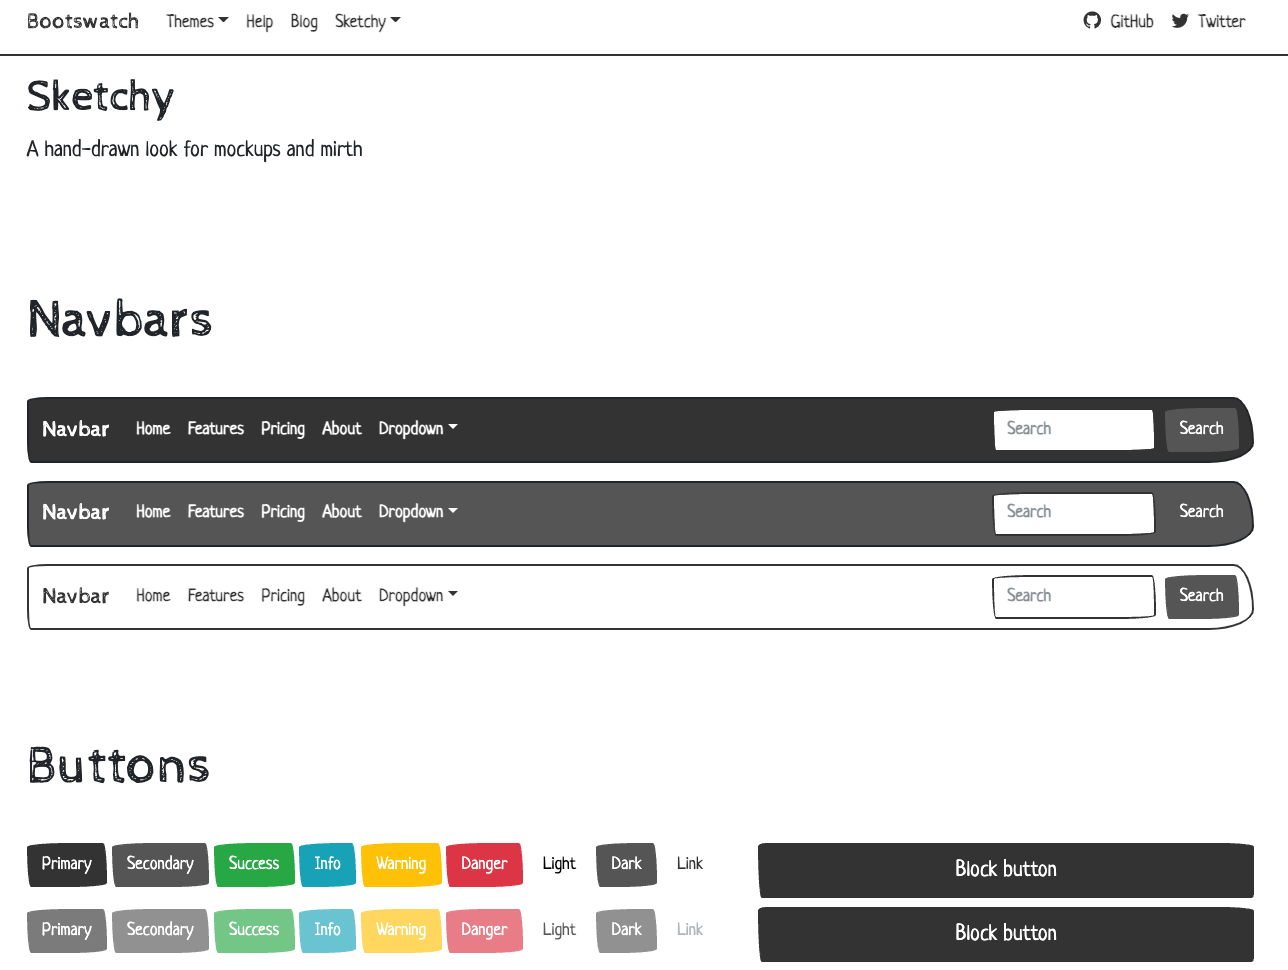 Bootswatch Themes Help Blog Sketchy GitHub Twitter
Sketchy
A hand-drawn look for mockups and mirth
Navbars
Navbar Home Features Pricing About Dropdown Search Search
Navbar Home Features Pricing About Dropdown Search Search
Navbar Home Features Pricing About Dropdown Search Search
Buttons
Primary Secondary Success Info Warning Danger Light Dark Link Block button
Primary Secondary Success Info Warning Danger Light Dark Link Block button